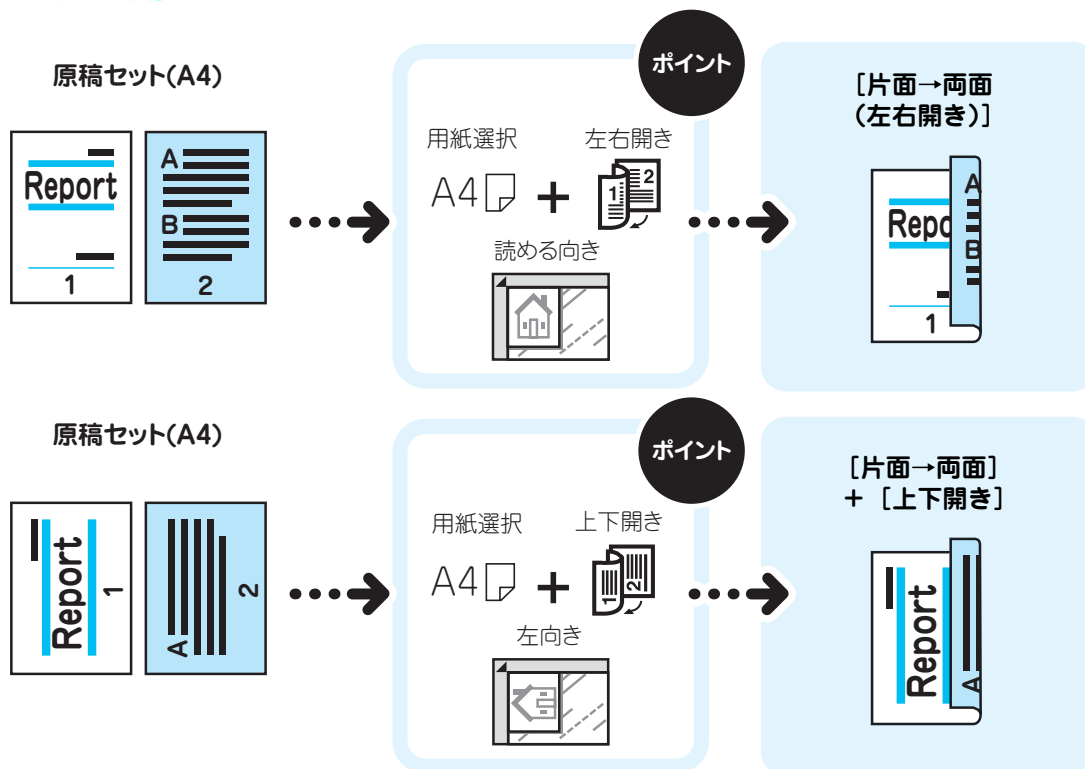 原稿セット(A4)
Report
1
A
B
2
ポイント
用紙選択
左右開き
A4
+
1
2
読める向き
[片面→両面
(左右開き)]
Repo
1
A
B
原稿セット(A4)
Report
1
A
2
ポイント
用紙選択
上下開き
A4
+
1
2
左向き
[片面→両面]
+ [上下開き]
Report
A